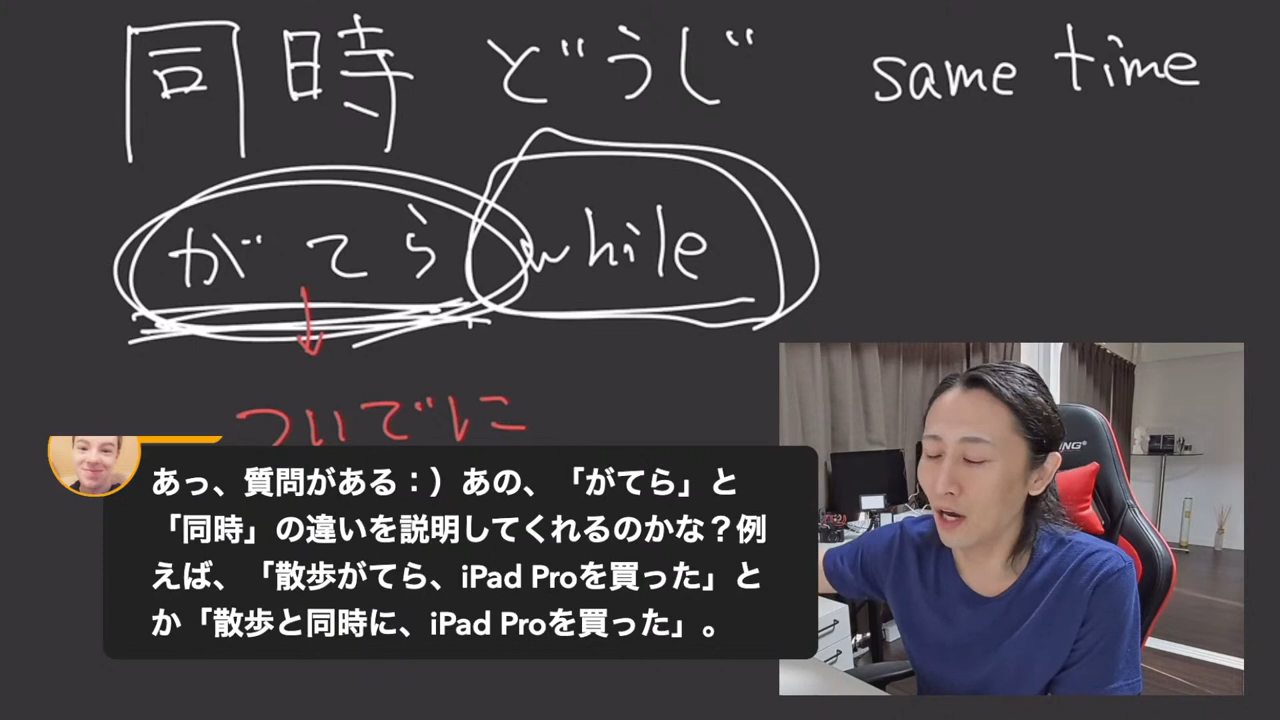 同時 どうじ same time
がてら while
ついでに
あっ、質問がある：）あの、「がてら」と
「同時」の違いを説明してくれるのかな？例
えば、「散歩がてら、iPad Proを買った」と
か「散歩と同時に、iPad Proを買った」。